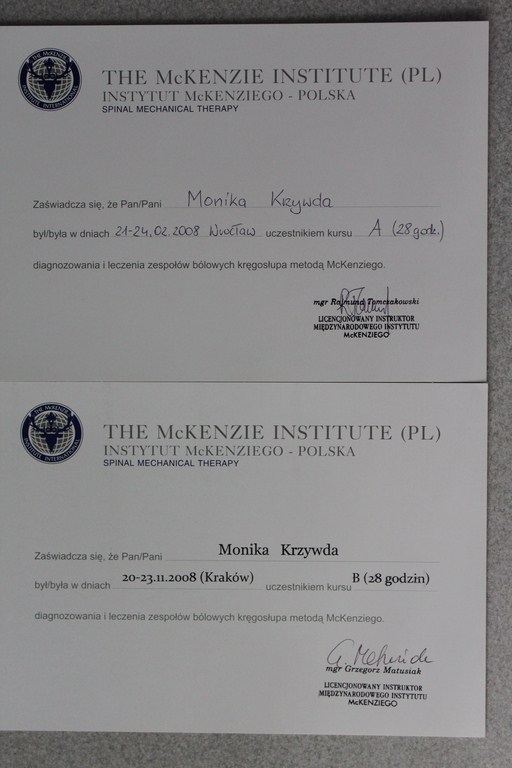 THE McKENZIE INSTITUTE (PL)
INSTYTUT McKENZIEGO - POLSKA
SPINAL MECHANICAL THERAPY
Zaświadcza się, że Pan/Pani Monika Krzywda
był/była w dniach 21-24.02.2008 Wrocław uczestnikiem kursu A (28 godz.)
diagnozowania i leczenia zespołów bólowych kręgosłupa metodą McKenziego.
mgr Rajmund Tomczakowski
LICENCJONOWANY INSTRUKTOR
MIĘDZYNARODOWEGO INSTYTUTU
McKENZIEGO
THE McKENZIE INSTITUTE (PL)
INSTYTUT McKENZIEGO - POLSKA
SPINAL MECHANICAL THERAPY
Zaświadcza się, że Pan/Pani Monika Krzywda
był/była w dniach 20-23.11.2008 (Kraków) uczestnikiem kursu B (28 godzin)
diagnozowania i leczenia zespołów bólowych kręgosłupa metodą McKenziego.
mgr Grzegorz Matusiak
LICENCJONOWANY INSTRUKTOR
MIĘDZYNARODOWEGO INSTYTUTU
McKENZIEGO